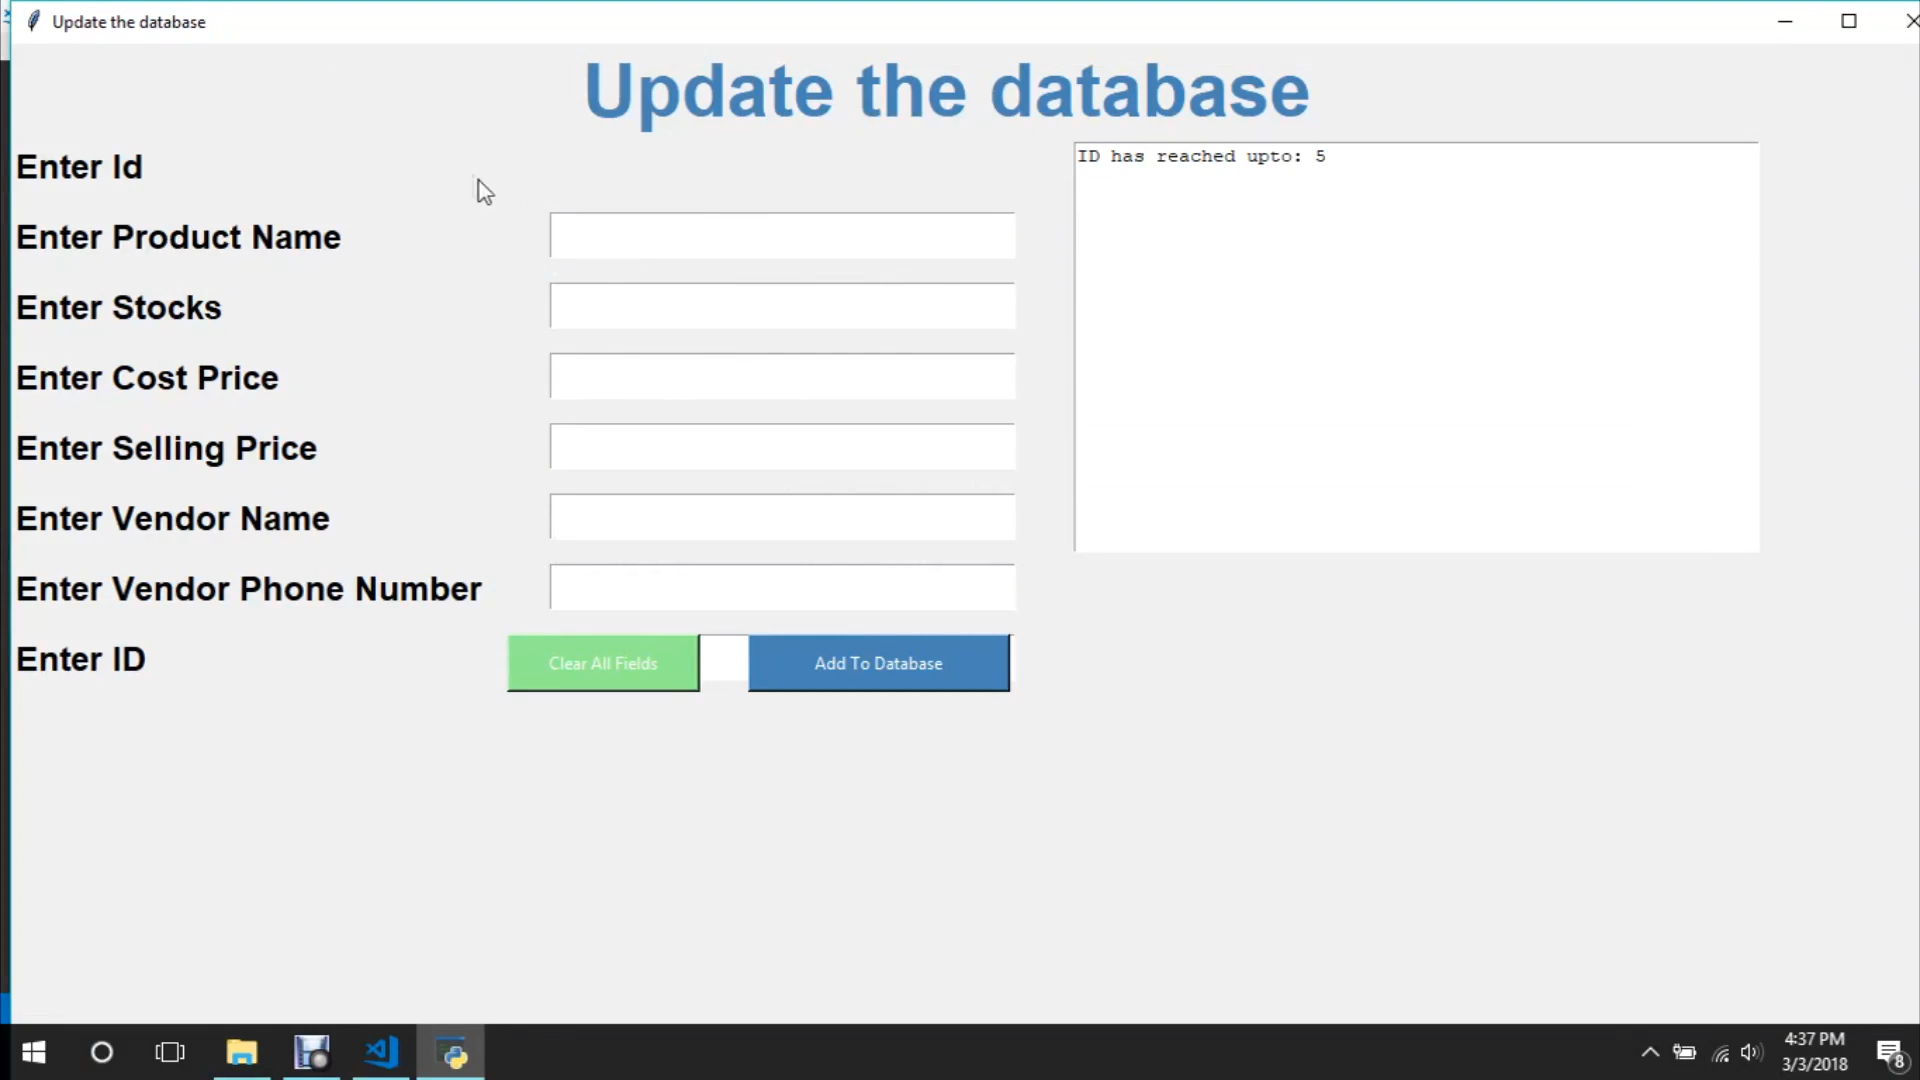 Update the database
Update the database
Enter Id
ID has reached upto: 5
Enter Product Name
Enter Stocks
Enter Cost Price
Enter Selling Price
Enter Vendor Name
Enter Vendor Phone Number
Enter ID
Clear All Fields
Add To Database
4:37 PM
3/3/2018
8